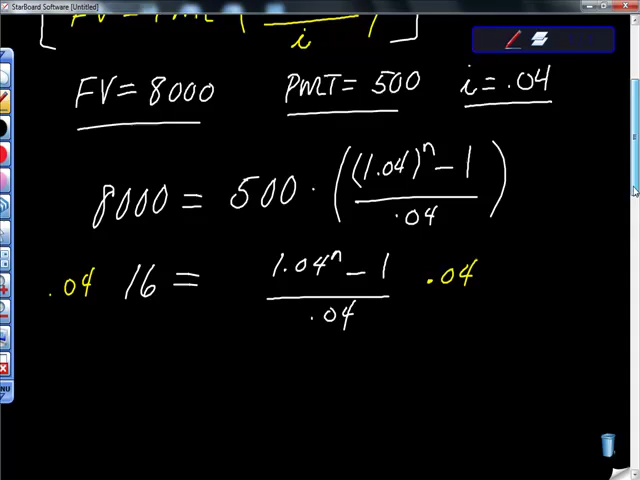 StarBoard Software [Untitled]
i
FV = 8000 PMT = 500 i = .04
8000 = 500 · ( (1.04)^n - 1 / .04 )
.04 16 = 1.04^n - 1 / .04 · .04